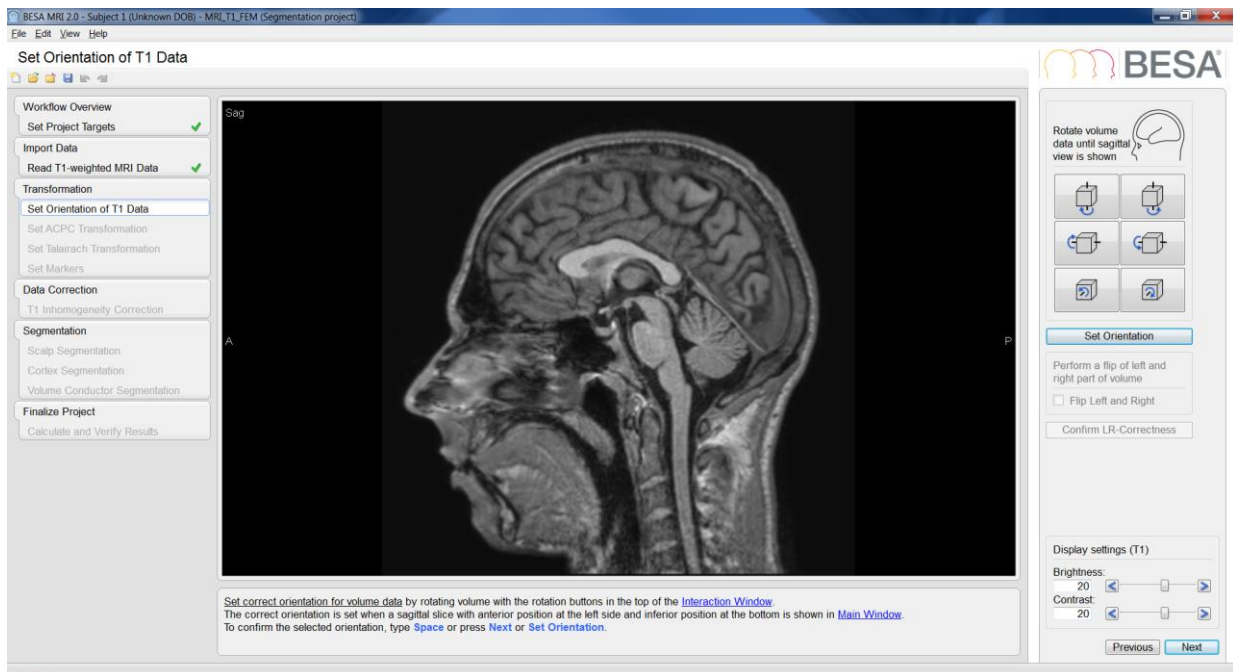 BESA MRI 2.0 - Subject 1 (Unknown DOB) - MRI_T1_FEM (Segmentation project)
File Edit View Help
Set Orientation of T1 Data
BESA
Workflow Overview
Set Project Targets
Import Data
Read T1-weighted MRI Data
Transformation
Set Orientation of T1 Data
Set ACPC Transformation
Set Talairach Transformation
Set Markers
Data Correction
T1 Inhomogeneity Correction
Segmentation
Scalp Segmentation
Cortex Segmentation
Volume Conductor Segmentation
Finalize Project
Calculate and Verify Results
Sag
A
P
Set correct orientation for volume data by rotating volume with the rotation buttons in the top of the Interaction Window.
The correct orientation is set when a sagittal slice with anterior position at the left side and inferior position at the bottom is shown in Main Window.
To confirm the selected orientation, type Space or press Next or Set Orientation.
Rotate volume
data until sagittal
view is shown
Set Orientation
Perform a flip of left and
right part of volume
Flip Left and Right
Confirm LR-Correctness
Display settings (T1)
Brightness:
20
Contrast:
20
Previous
Next